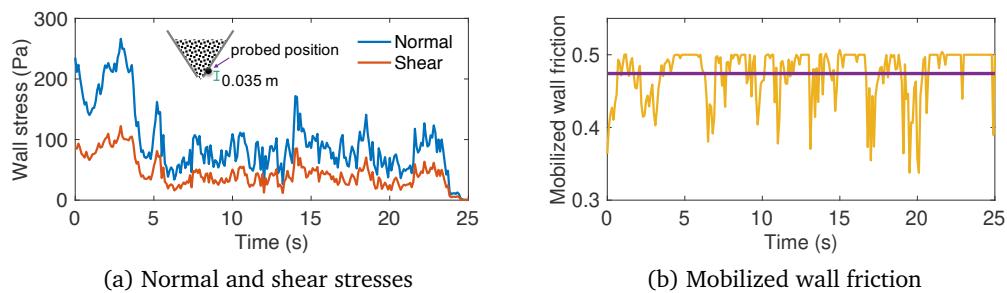 300
200
100
0
Wall stress (Pa)
probed position
0.035 m
Normal
Shear
0 5 10 15 20 25
Time (s)
(a) Normal and shear stresses
0.5
0.4
0.3
Mobilized wall friction
0 5 10 15 20 25
Time (s)
(b) Mobilized wall friction